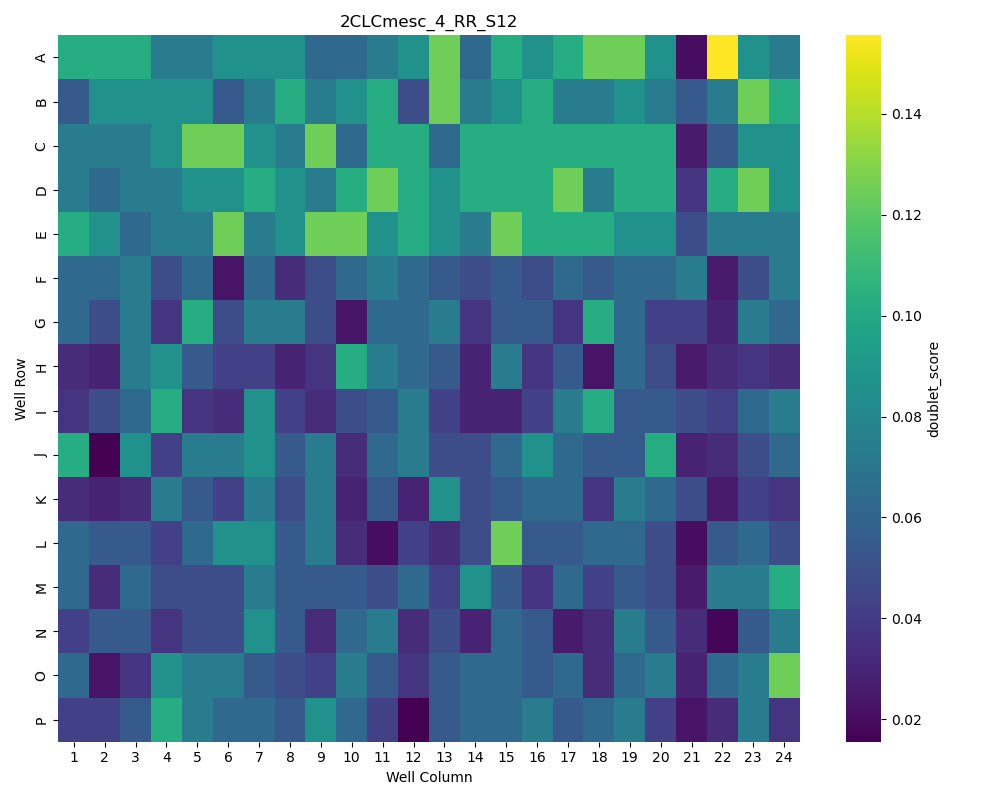 2CLCmesc_4_RR_S12
Well Row
A
B
C
D
E
F
G
H
I
J
K
L
M
N
O
P
1 2 3 4 5 6 7 8 9 10 11 12 13 14 15 16 17 18 19 20 21 22 23 24
Well Column
0.14
0.12
0.10
0.08
0.06
0.04
0.02
doublet_score